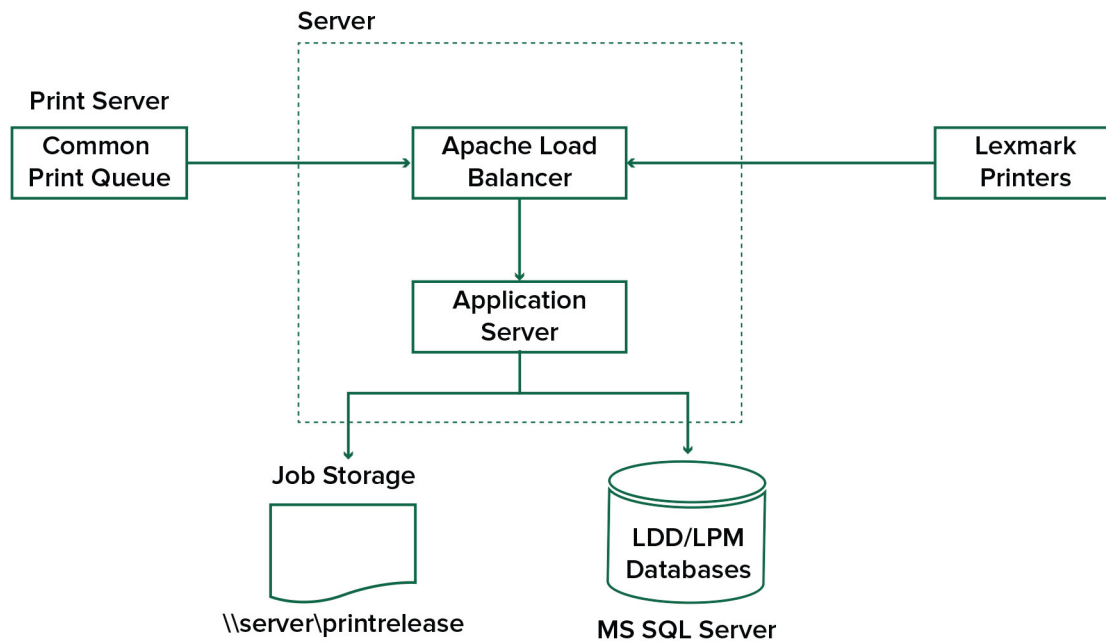 Server
Print Server
Common
Print Queue
Apache Load
Balancer
Lexmark
Printers
Application
Server
Job Storage
\\server\printrelease
LDD/LPM
Databases
MS SQL Server